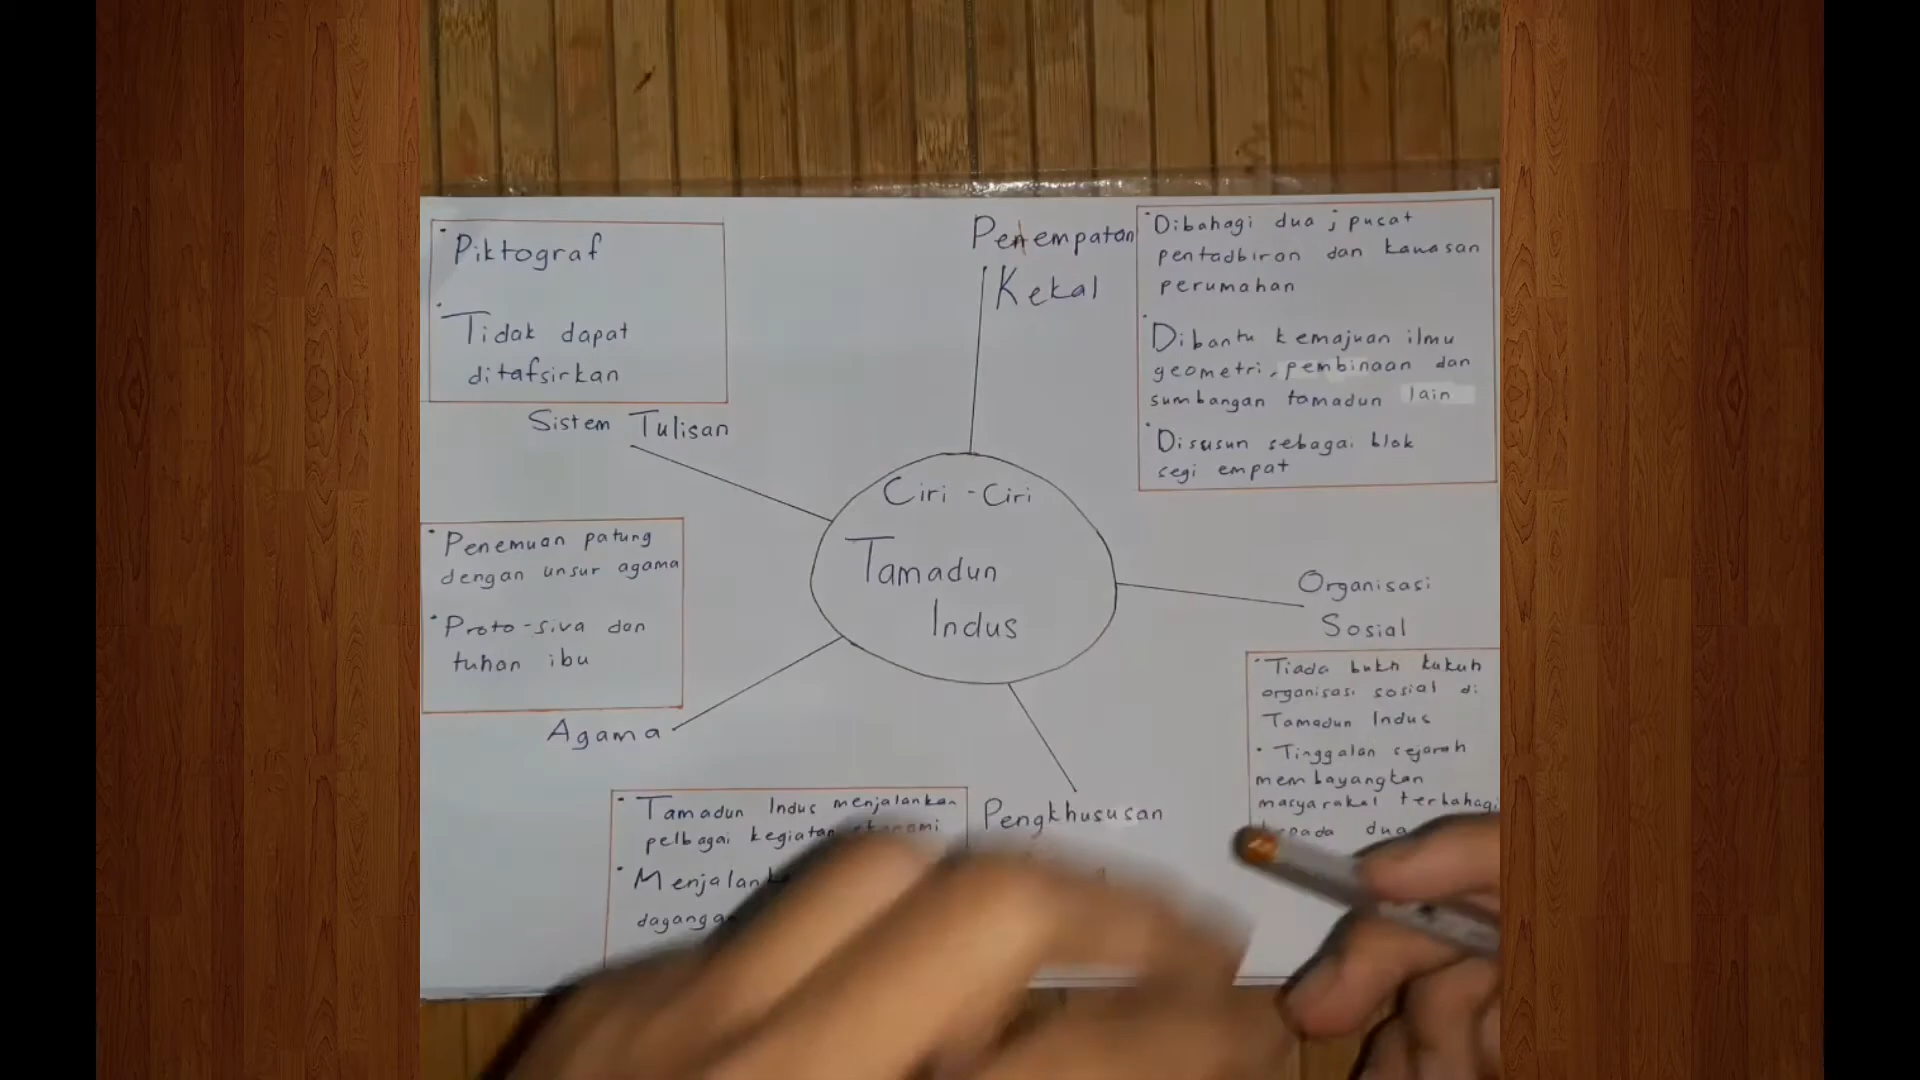 Piktograf
Tidak dapat
ditafsirkan
Sistem Tulisan
Penempatan
Kekal
Dibahagi dua ; pusat
pentadbiran dan kawasan
perumahan
Dibantu kemajuan ilmu
geometri, pembinaan dan
sumbangan tamadun lain
Disusun sebagai blok
segi empat
Ciri - Ciri
Tamadun
Indus
Penemuan patung
dengan unsur agama
Proto-siva dan
tuhan ibu
Agama
Organisasi
Sosial
Tiada bukti kukuh
organisasi sosial di
Tamadun Indus
Tinggalan sejarah
membayangkan
masyarakat terbahagi
dua
Tamadun Indus menjalankan
pelbagai kegiatan
Pengkhususan